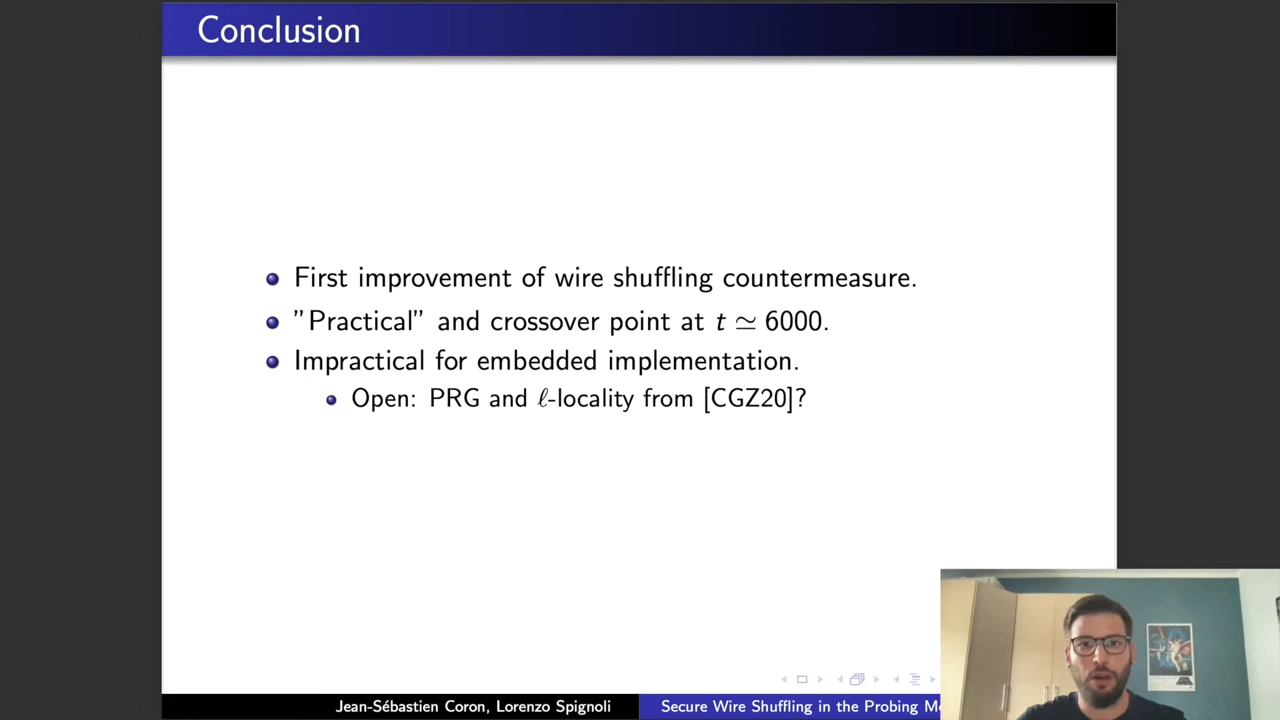 Conclusion
First improvement of wire shuffling countermeasure.
"Practical" and crossover point at t ≃ 6000.
Impractical for embedded implementation.
Open: PRG and ℓ-locality from [CGZ20]?
Jean-Sébastien Coron, Lorenzo Spignoli
Secure Wire Shuffling in the Probing